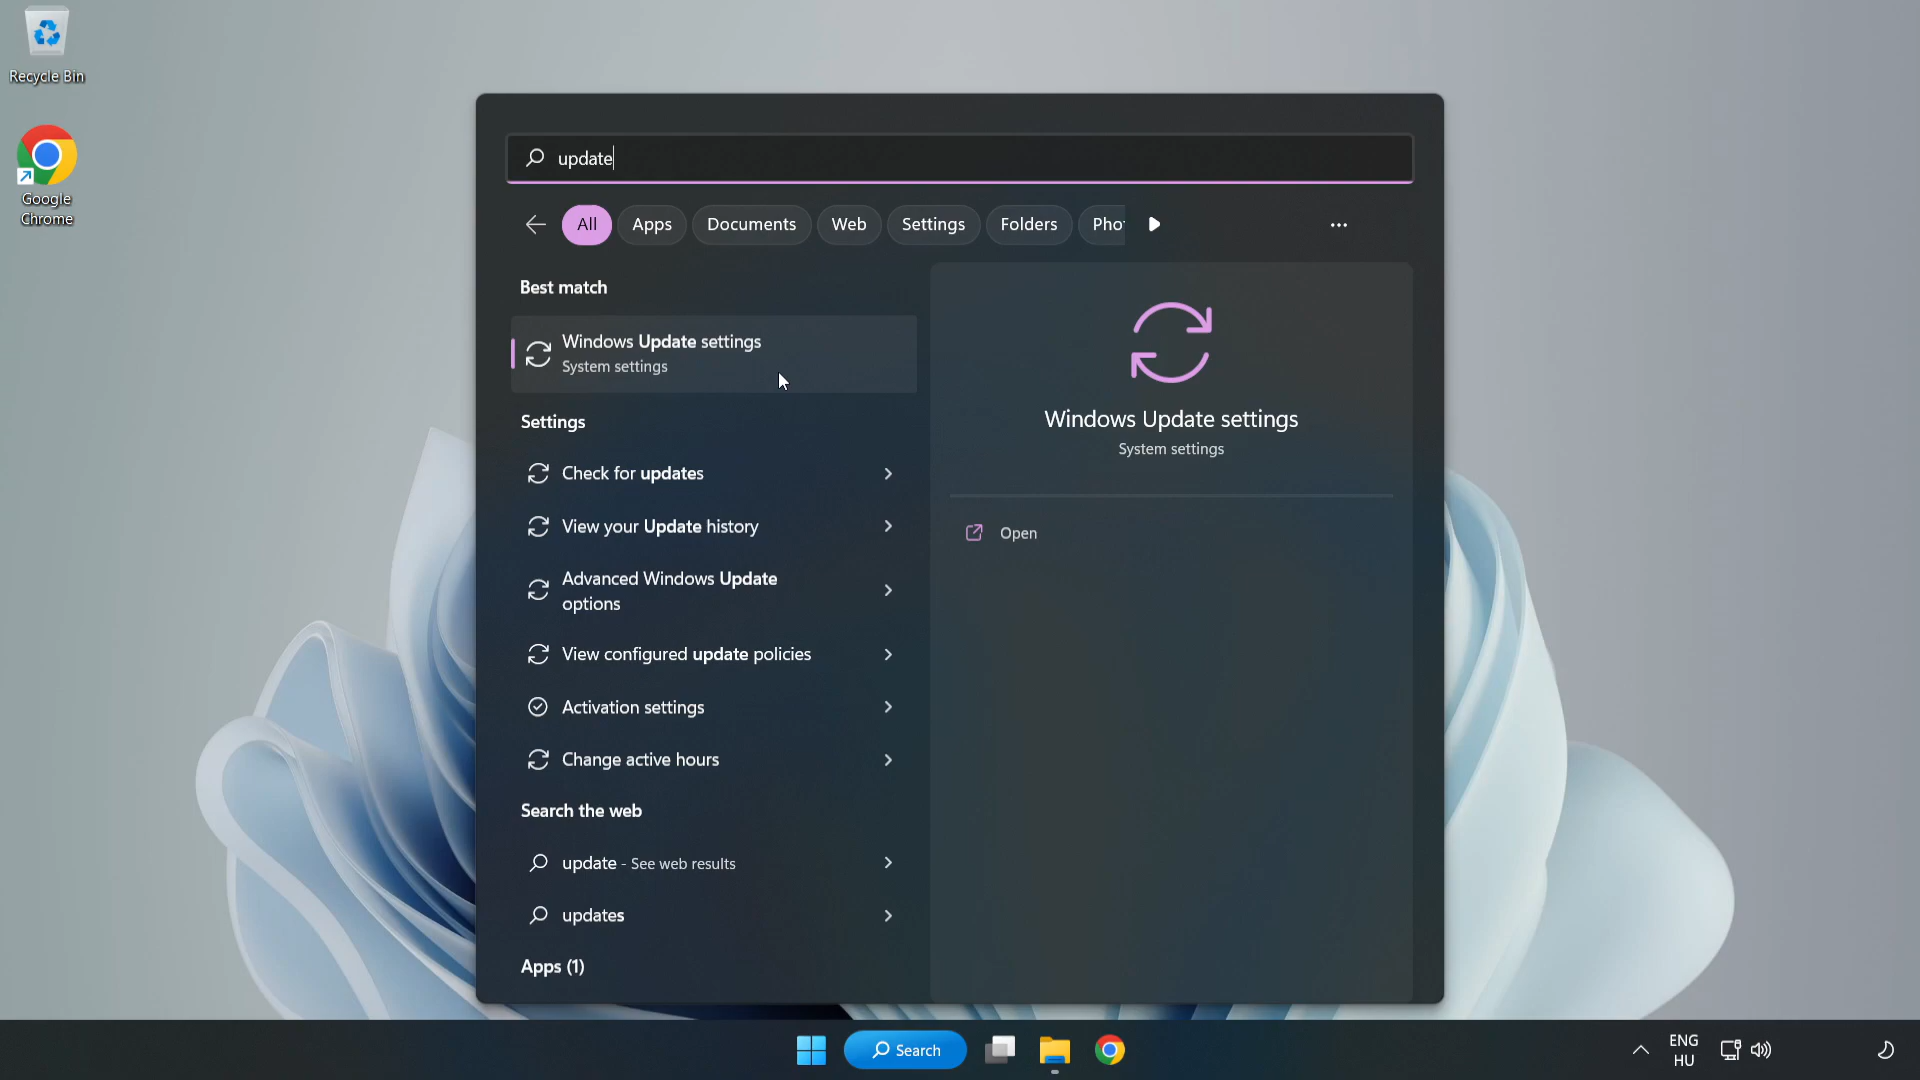 Recycle Bin
Google
Chrome
update
All
Apps
Documents
Web
Settings
Folders
Pho
Best match
Windows Update settings
System settings
Settings
Check for updates
View your Update history
Advanced Windows Update
options
View configured update policies
Activation settings
Change active hours
Search the web
update - See web results
updates
Apps (1)
Windows Update settings
System settings
Open
Search
ENG
HU